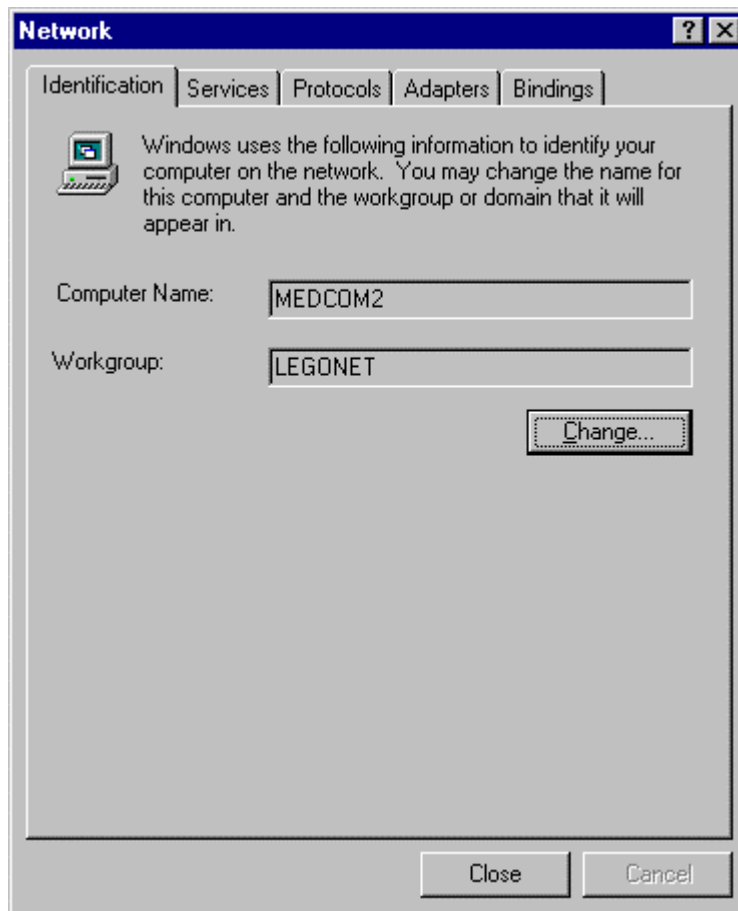 Network
Identification Services Protocols Adapters Bindings
Windows uses the following information to identify your
computer on the network. You may change the name for
this computer and the workgroup or domain that it will
appear in.
Computer Name: MEDCOM2
Workgroup: LEGONET
Change...
Close Cancel